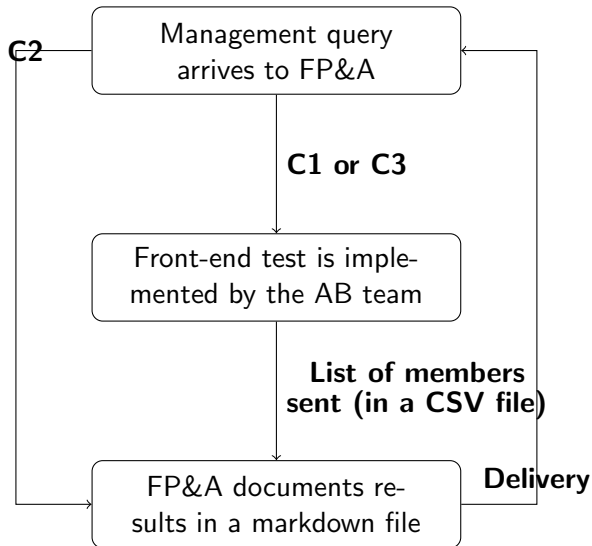 Management query
arrives to FP&A
C2
C1 or C3
Front-end test is imple-
mented by the AB team
List of members
sent (in a CSV file)
FP&A documents re-
sults in a markdown file
Delivery